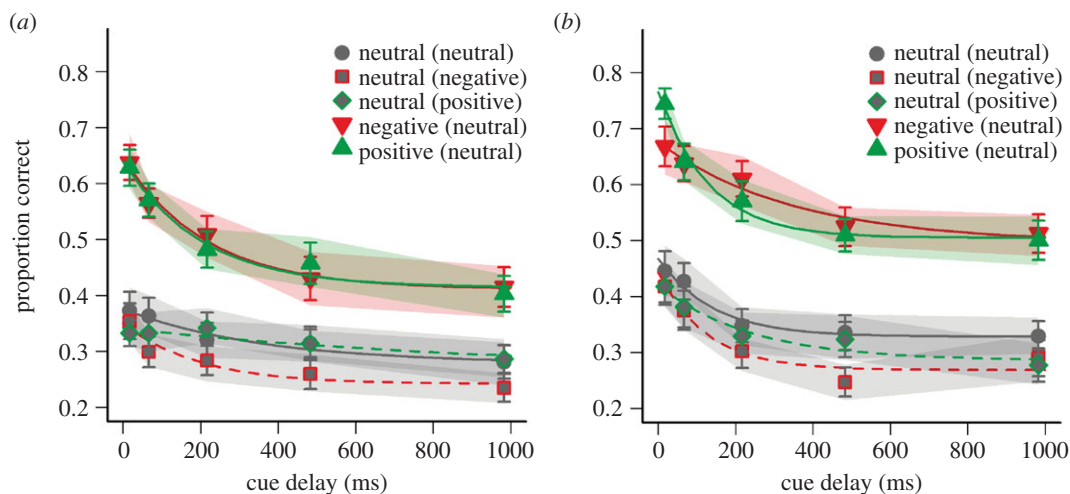 (a)
0.8
0.7
0.6
0.5
0.4
0.3
0.2
proportion correct
neutral (neutral)
neutral (negative)
neutral (positive)
negative (neutral)
positive (neutral)
0 200 400 600 800 1000
cue delay (ms)
(b)
0.8
0.7
0.6
0.5
0.4
0.3
0.2
neutral (neutral)
neutral (negative)
neutral (positive)
negative (neutral)
positive (neutral)
0 200 400 600 800 1000
cue delay (ms)